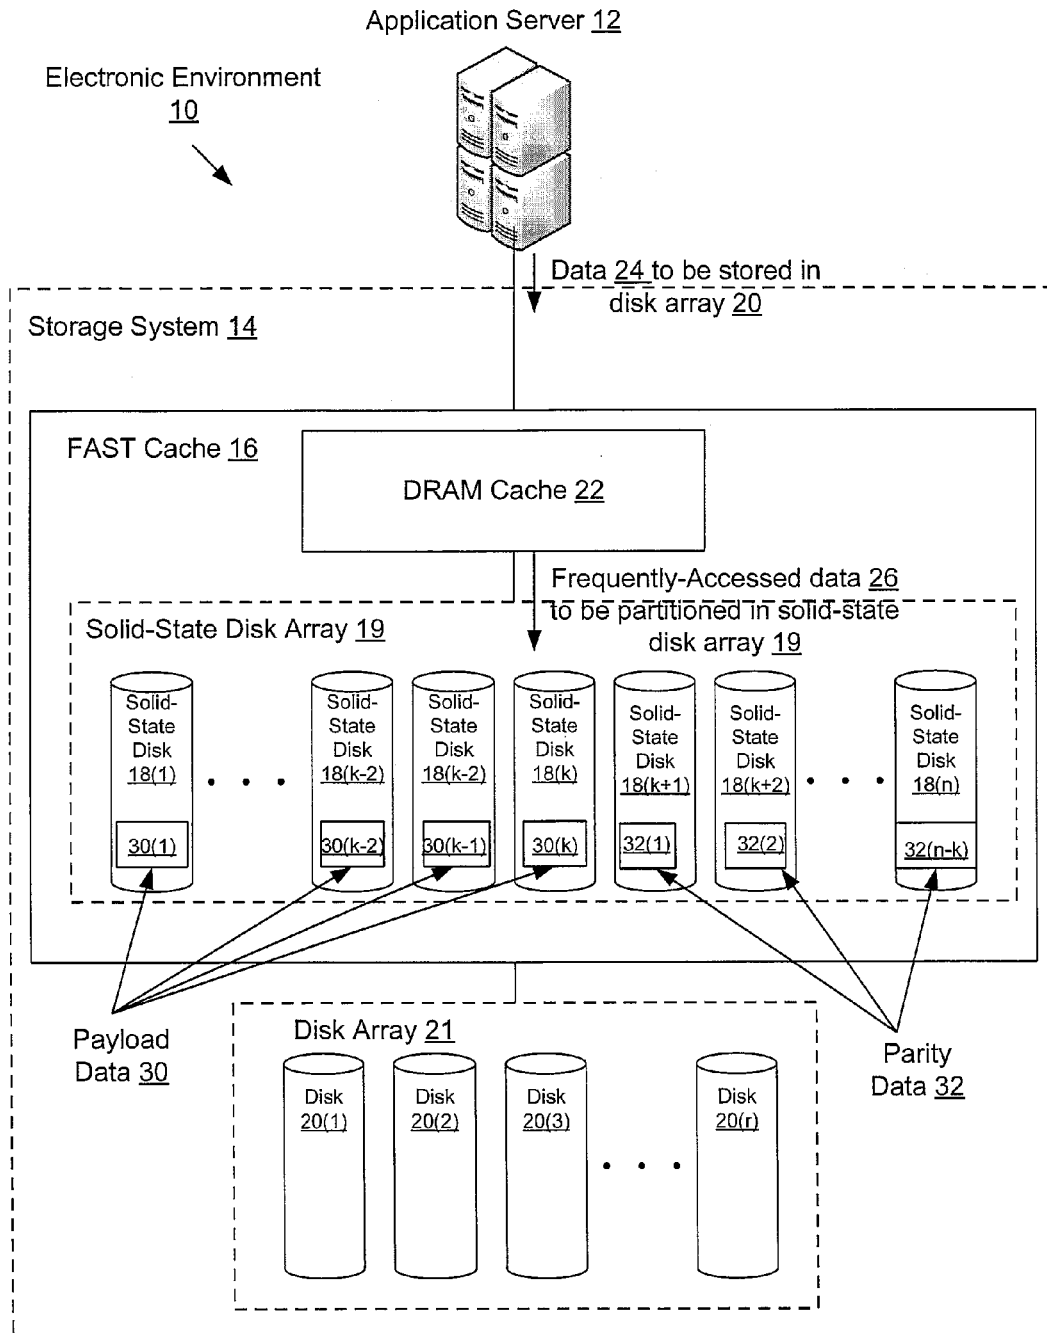 Application Server 12
Electronic Environment
10
Data 24 to be stored in
disk array 20
Storage System 14
FAST Cache 16
DRAM Cache 22
Frequently-Accessed data 26
to be partitioned in solid-state
disk array 19
Solid-State Disk Array 19
Solid-
State
Disk
18(1)
Solid-
State
Disk
18(k-2)
Solid-
State
Disk
18(k-2)
Solid-
State
Disk
18(k)
Solid-
State
Disk
18(k+1)
Solid-
State
Disk
18(k+2)
Solid-
State
Disk
18(n)
30(1)
30(k-2)
30(k-1)
30(k)
32(1)
32(2)
32(n-k)
Payload
Data 30
Parity
Data 32
Disk Array 21
Disk
20(1)
Disk
20(2)
Disk
20(3)
Disk
20(r)